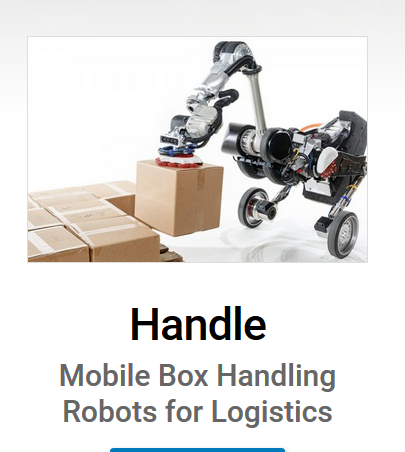 Handle
Mobile Box Handling
Robots for Logistics